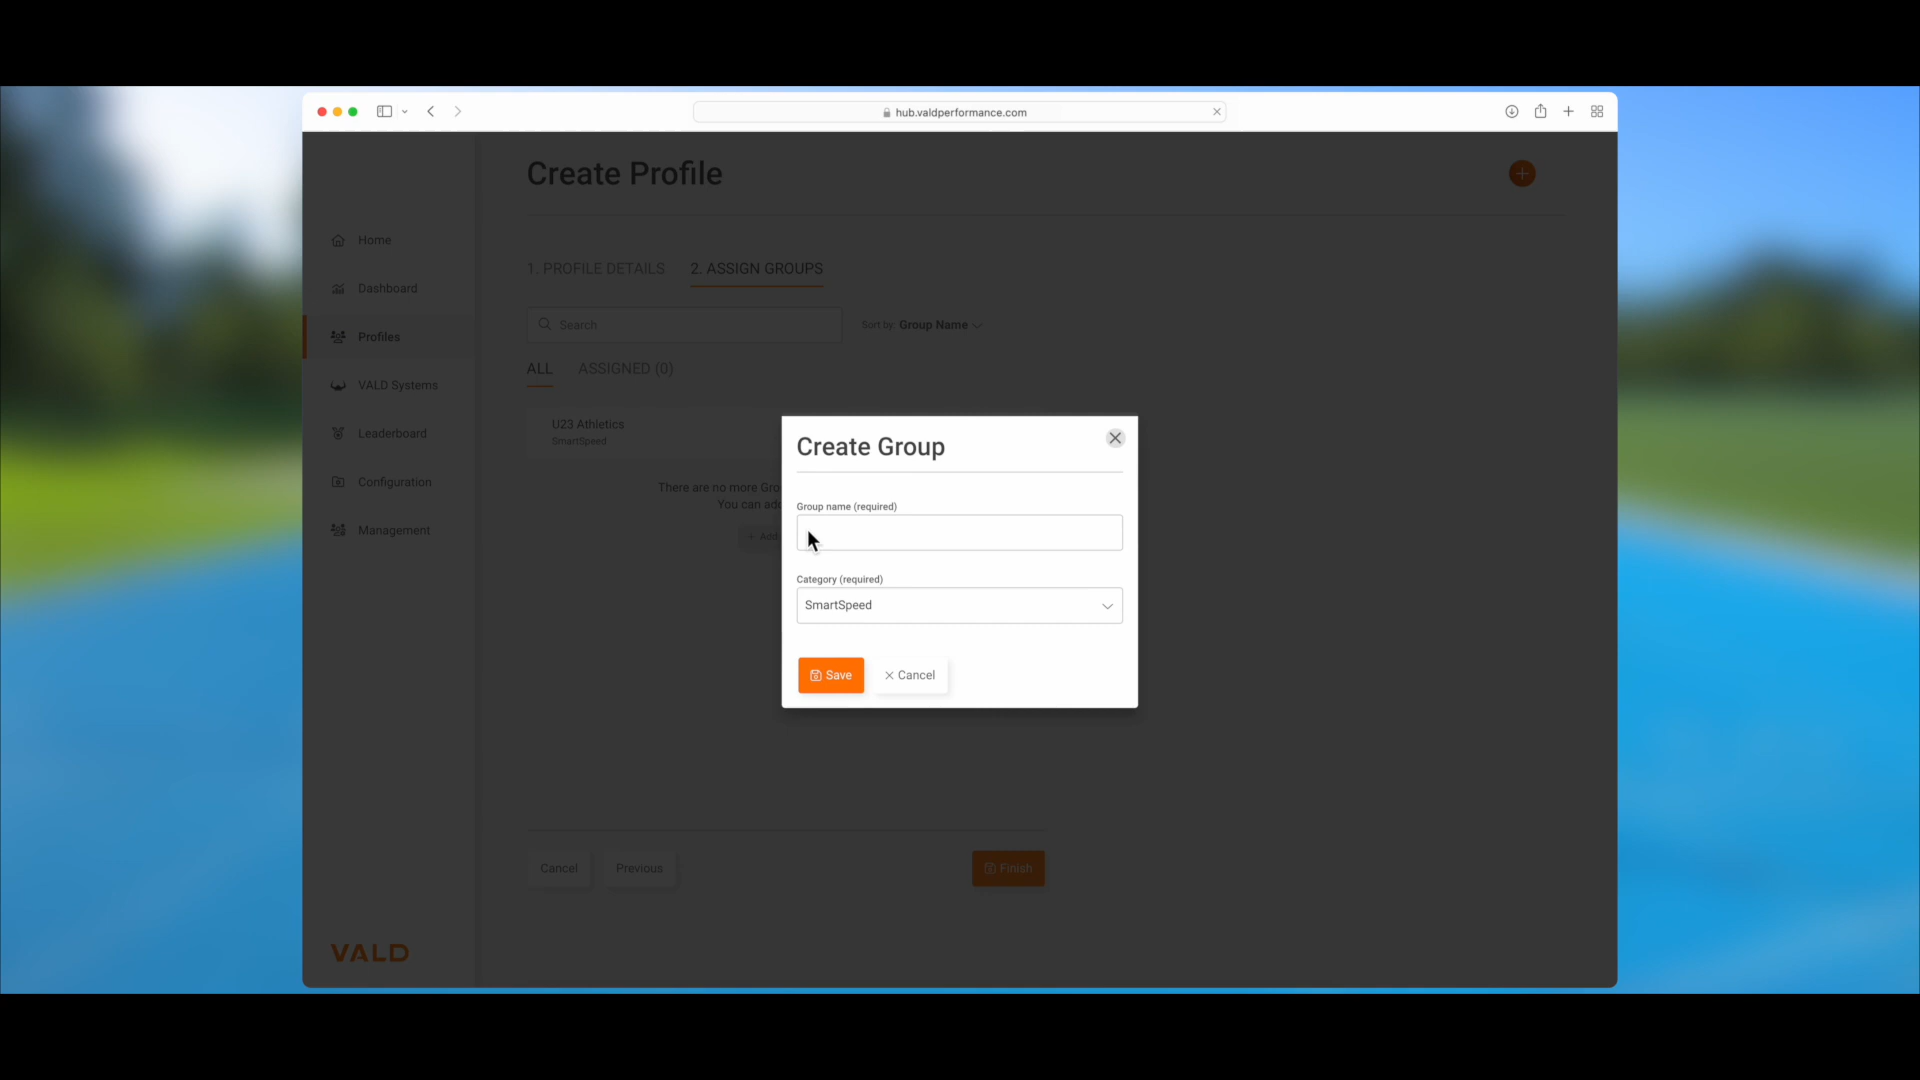 hub.valdperformance.com
Create Profile
Home
Dashboard
Profiles
VALD Systems
Leaderboard
Configuration
Management
VALD
1. PROFILE DETAILS
2. ASSIGN GROUPS
Search
Sort by: Group Name
ALL
ASSIGNED (0)
U23 Athletics
SmartSpeed
There are no more Gro
You can add
+ Add
Create Group
Group name (required)
Category (required)
SmartSpeed
Save
Cancel
Cancel
Previous
Finish